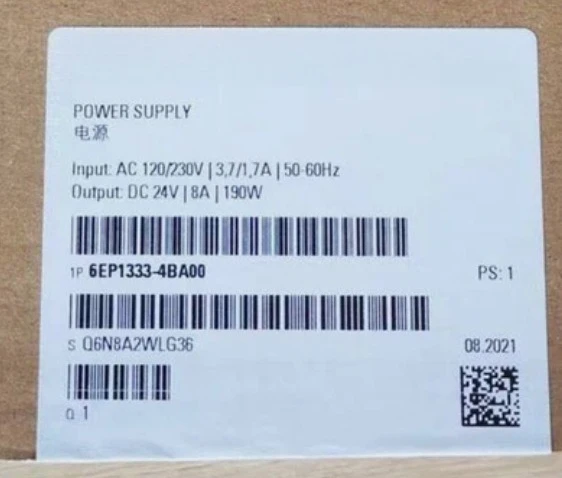 POWER SUPPLY
电源
Input: AC 120/230V | 3,7/1,7A | 50-60Hz
Output: DC 24V | 8A | 190W
1P 6EP1333-4BA00 PS: 1
S Q6N8A2WLG36 08.2021
Q 1